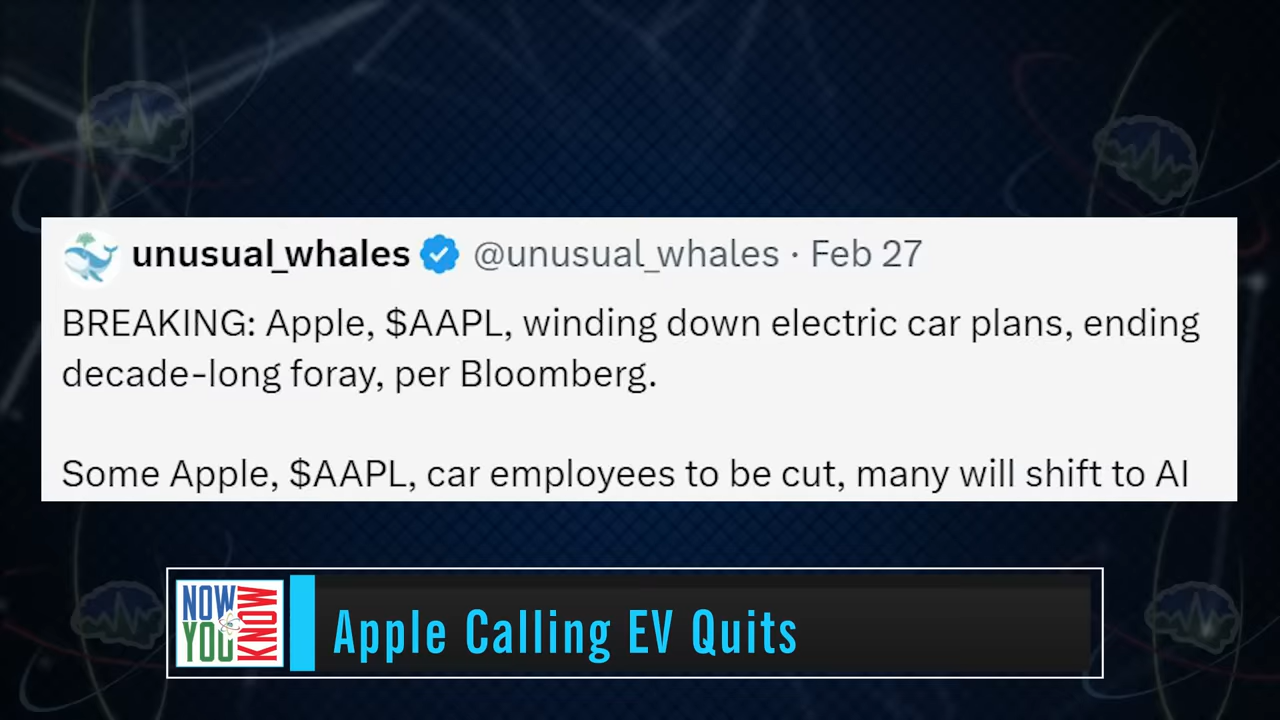 unusual_whales @unusual_whales · Feb 27
BREAKING: Apple, $AAPL, winding down electric car plans, ending
decade-long foray, per Bloomberg.
Some Apple, $AAPL, car employees to be cut, many will shift to AI
NOW
YOU
KNOW
Apple Calling EV Quits